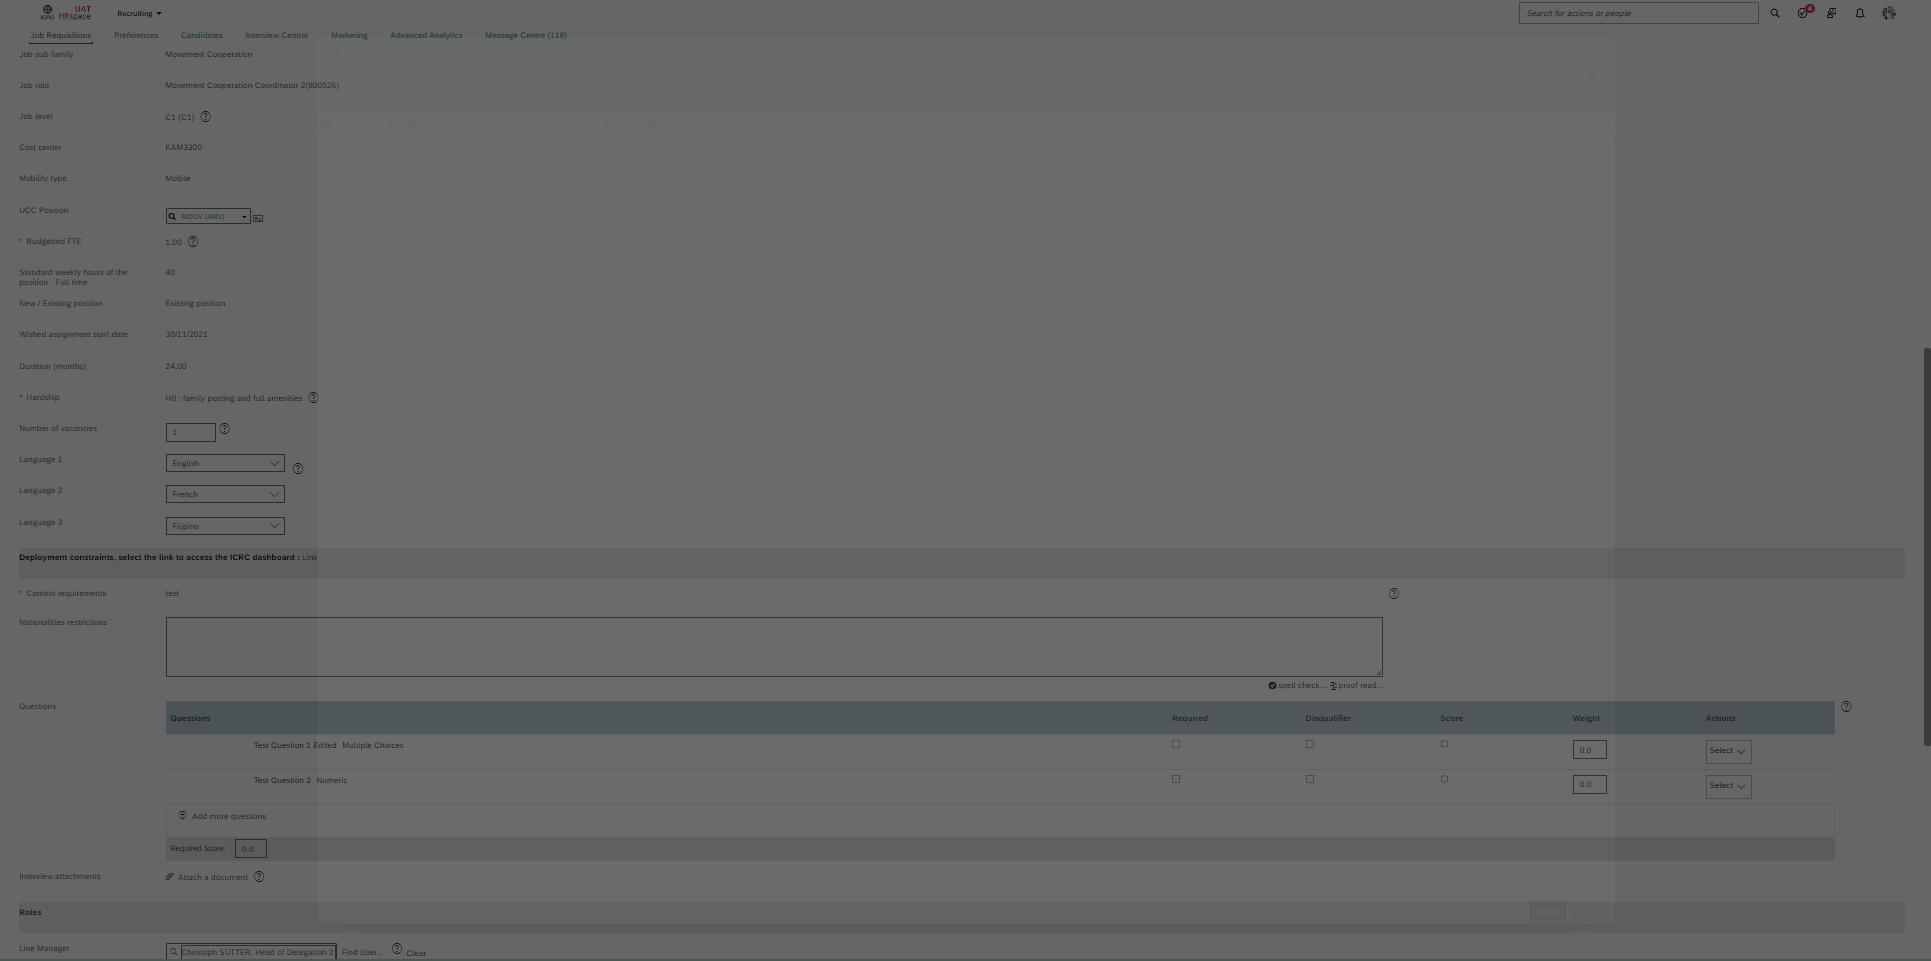 UAT
ICRC HRspace
Recruiting
Search for actions or people
4
Job Requisitions Preferences Candidates Interview Central Marketing Advanced Analytics Message Centre (118)
Job sub-family Movement Cooperation
Job role Movement Cooperation Coordinator 2(800526)
Job level C1 (C1)
Cost center KAM3300
Mobility type Mobile
UCC Position MOUV (AMV)
* Budgetted FTE 1.00
Standard weekly hours of the 40
position - Full time
New / Existing position Existing position
Wished assignment start date 30/11/2021
Duration (months) 24.00
* Hardship H0 : family posting and full amenities
Number of vacancies 1
Language 1 English
Language 2 French
Language 3 Filipino
Deployment constraints, select the link to access the ICRC dashboard : Link
* Context requirements test
Nationalities restrictions
spell check... proof read...
Questions
Questions Required Disqualifier Score Weight Actions
Test Question 1 Edited Multiple Choices 0.0 Select
Test Question 2 Numeric 0.0 Select
Add more questions
Required Score: 0.0
Interview attachments Attach a document
Roles
Line Manager Christoph SUTTER, Head of Delegation 2 Find User... Clear